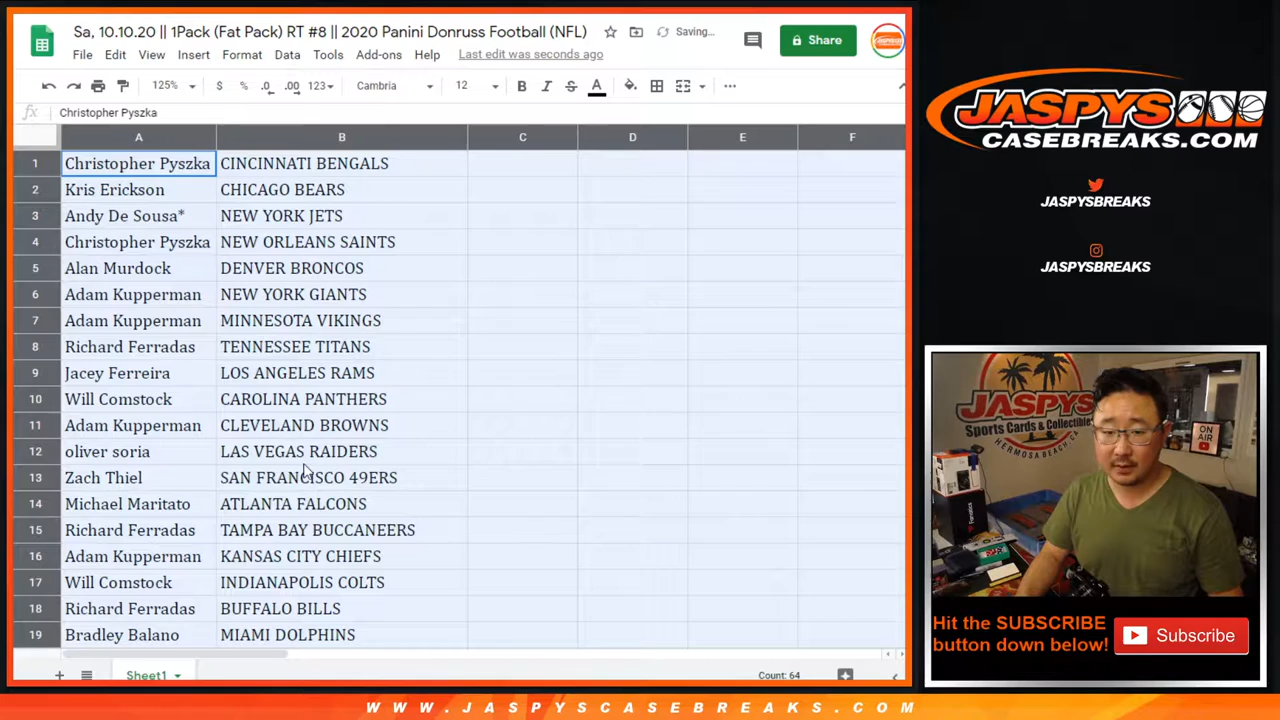 Sa, 10.10.20 || 1Pack (Fat Pack) RT #8 || 2020 Panini Donruss Football (NFL)
Saving...
Share
File Edit View Insert Format Data Tools Add-ons Help Last edit was seconds ago
125% $ % .0 .00 123 Cambria 12 B I S A
fx Christopher Pyszka
A B C D E F
1 Christopher Pyszka CINCINNATI BENGALS
2 Kris Erickson CHICAGO BEARS
3 Andy De Sousa* NEW YORK JETS
4 Christopher Pyszka NEW ORLEANS SAINTS
5 Alan Murdock DENVER BRONCOS
6 Adam Kupperman NEW YORK GIANTS
7 Adam Kupperman MINNESOTA VIKINGS
8 Richard Ferradas TENNESSEE TITANS
9 Jacey Ferreira LOS ANGELES RAMS
10 Will Comstock CAROLINA PANTHERS
11 Adam Kupperman CLEVELAND BROWNS
12 oliver soria LAS VEGAS RAIDERS
13 Zach Thiel SAN FRANCISCO 49ERS
14 Michael Maritato ATLANTA FALCONS
15 Richard Ferradas TAMPA BAY BUCCANEERS
16 Adam Kupperman KANSAS CITY CHIEFS
17 Will Comstock INDIANAPOLIS COLTS
18 Richard Ferradas BUFFALO BILLS
19 Bradley Balano MIAMI DOLPHINS
Sheet1
Count: 64
JASPYS
CASEBREAKS.COM
JASPYSBREAKS
JASPYSBREAKS
JASPYS
Sports Cards & Collectibles
HERMOSA BEACH, CA
ON AIR
Hit the SUBSCRIBE
button down below!
Subscribe
WWW.JASPYSCASEBREAKS.COM